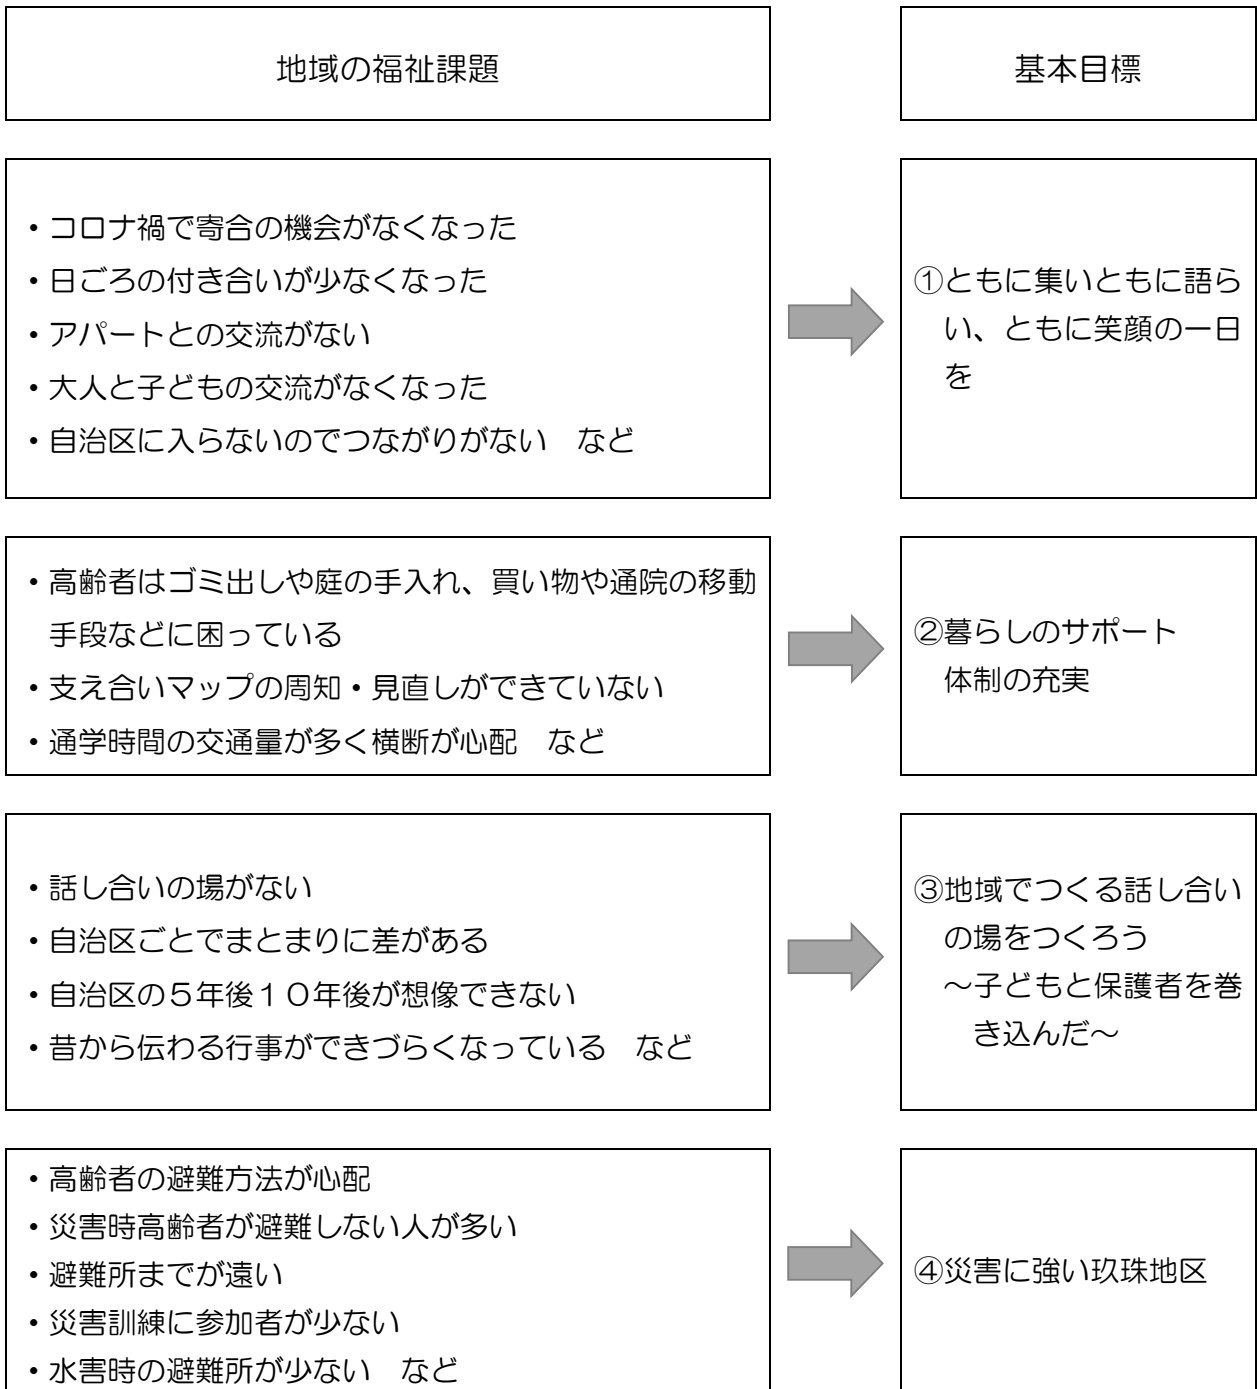 地域の福祉課題
基本目標
・コロナ禍で寄合の機会がなくなった
・日ごろの付き合いが少なくなった
・アパートとの交流がない
・大人と子どもの交流がなくなった
・自治区に入らないのでつながりがない　など
①ともに集いともに語ら
い、ともに笑顔の一日
を
・高齢者はゴミ出しや庭の手入れ、買い物や通院の移動
手段などに困っている
・支え合いマップの周知・見直しができていない
・通学時間の交通量が多く横断が心配　など
②暮らしのサポート
体制の充実
・話し合いの場がない
・自治区ごとでまとまりに差がある
・自治区の５年後１０年後が想像できない
・昔から伝わる行事ができづらくなっている　など
③地域でつくる話し合い
の場をつくろう
～子どもと保護者を巻
き込んだ～
・高齢者の避難方法が心配
・災害時高齢者が避難しない人が多い
・避難所までが遠い
・災害訓練に参加者が少ない
・水害時の避難所が少ない　など
④災害に強い玖珠地区